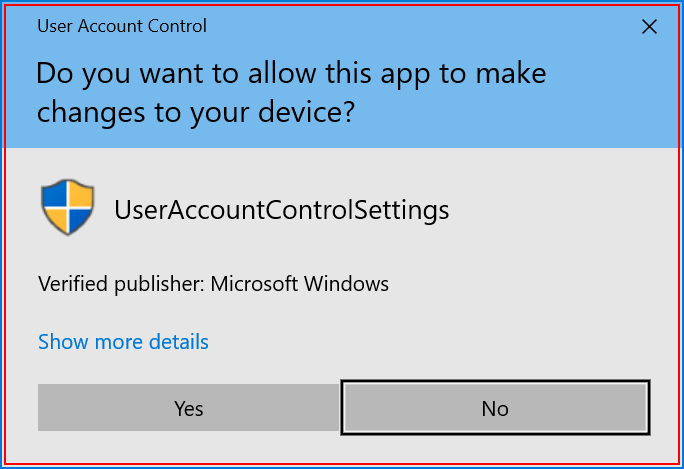 User Account Control
Do you want to allow this app to make
changes to your device?
UserAccountControlSettings
Verified publisher: Microsoft Windows
Show more details
Yes
No